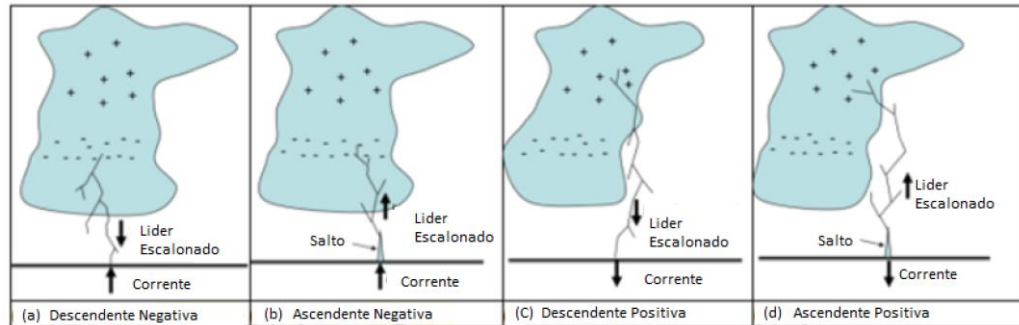 Lider
Escalonado
Corrente
(a) Descendente Negativa
Lider
Escalonado
Salto
Corrente
(b) Ascendente Negativa
Lider
Escalonado
Corrente
(C) Descendente Positiva
Lider
Escalonado
Salto
Corrente
(d) Ascendente Positiva